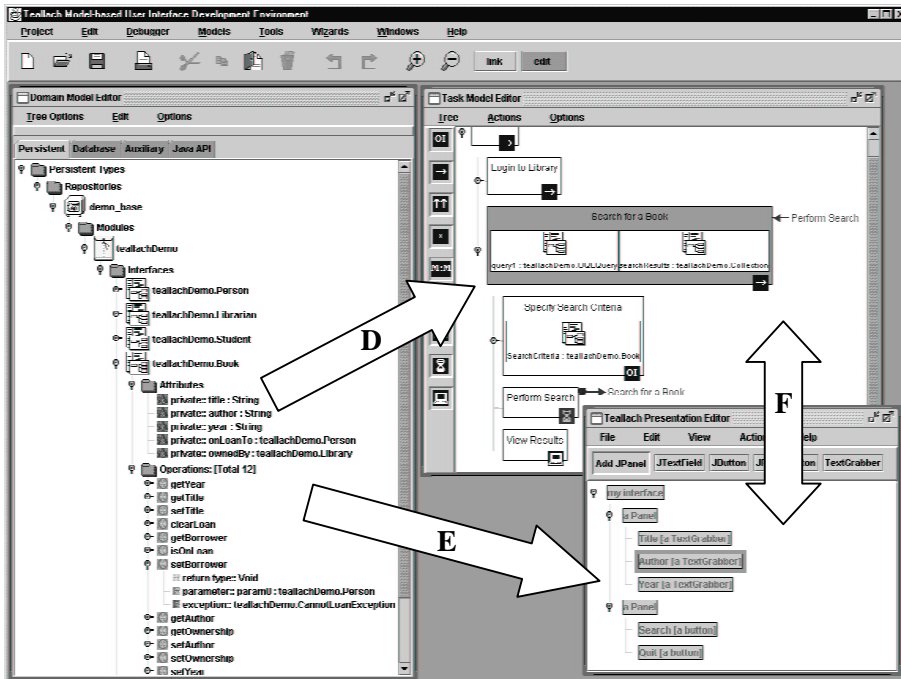 Teallach Model-based User Interface Development Environment
Project Edit Debugger Models Tools Wizards Windows Help
link edit
Domain Model Editor
Tree Options Edit Options
Persistent Database Auxiliary Java API
Persistent Types
Repositories
demo_base
Modules
teallachDemo
Interfaces
teallachDemo.Person
teallachDemo.Librarian
teallachDemo.Student
teallachDemo.Book
Attributes
private:: title : String
private:: author : String
private:: year : String
private:: onLoanTo : teallachDemo.Person
private:: ownedBy : teallachDemo.Library
Operations: [Total 12]
getYear
getTitle
setTitle
clearLoan
getBorrower
isOnLoan
setBorrower
return type:: Void
parameter:: param0 : teallachDemo.Person
exception:: teallachDemo.CannotLoanException
getAuthor
getOwnership
setAuthor
setOwnership
setYear
D
E
Task Model Editor
Tree Actions Options
OI
M:M
Login to Library
Search for a Book
Perform Search
query1 : teallachDemo.OQLQuery searchResults : teallachDemo.Collection
Specify Search Criteria
SearchCriteria : teallachDemo.Book
OI
Perform Search
Search for a Book
View Results
F
Teallach Presentation Editor
File Edit View
Add JPanel JTextField JButton TextGrabber
my interface
a Panel
Title [a TextGrabber]
Author [a TextGrabber]
Year [a TextGrabber]
a Panel
Search [a button]
Quit [a button]